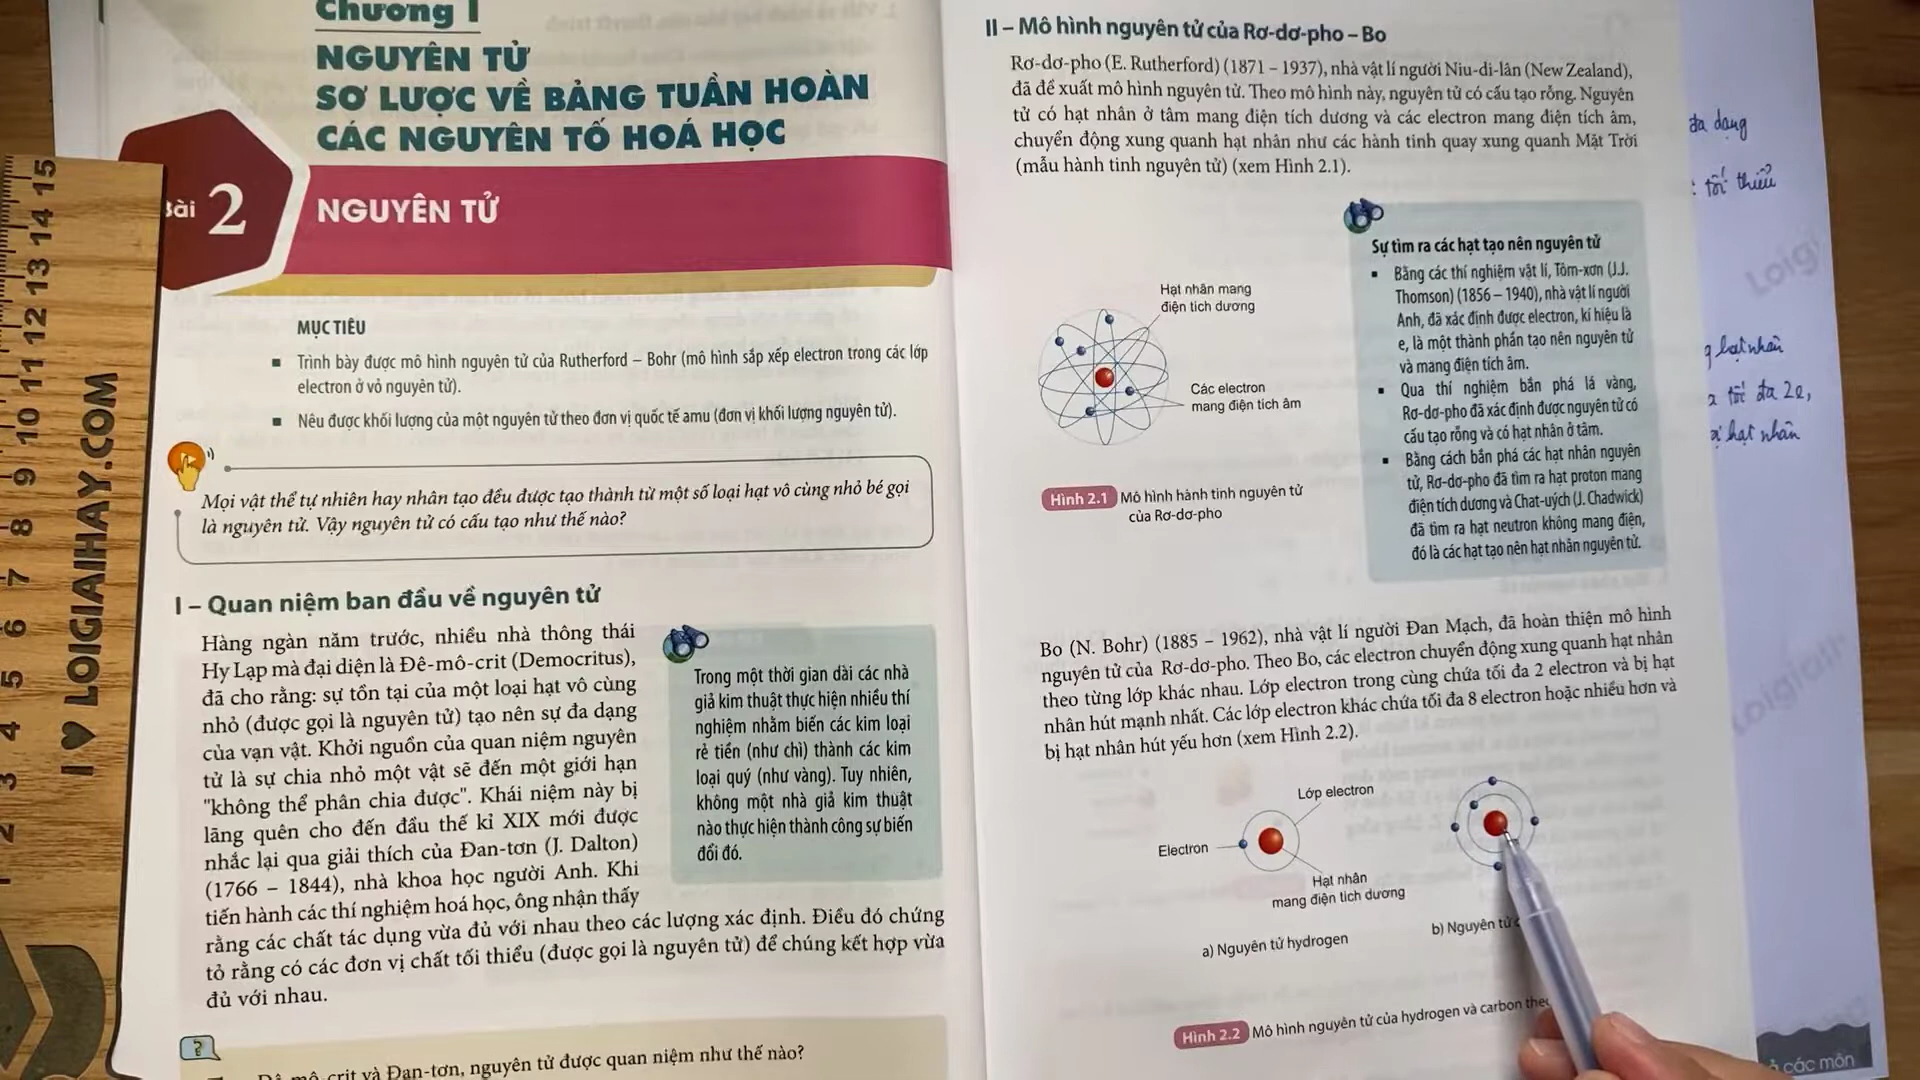 Chương I
NGUYÊN TỬ
SƠ LƯỢC VỀ BẢNG TUẦN HOÀN
CÁC NGUYÊN TỐ HOÁ HỌC
Bài 2
NGUYÊN TỬ
MỤC TIÊU
Trình bày được mô hình nguyên tử của Rutherford – Bohr (mô hình sắp xếp electron trong các lớp
electron ở vỏ nguyên tử).
Nêu được khối lượng của một nguyên tử theo đơn vị quốc tế amu (đơn vị khối lượng nguyên tử).
Mọi vật thể tự nhiên hay nhân tạo đều được tạo thành từ một số loại hạt vô cùng nhỏ bé gọi
là nguyên tử. Vậy nguyên tử có cấu tạo như thế nào?
I – Quan niệm ban đầu về nguyên tử
Hàng ngàn năm trước, nhiều nhà thông thái
Hy Lạp mà đại diện là Đê-mô-crit (Democritus),
đã cho rằng: sự tồn tại của một loại hạt vô cùng
nhỏ (được gọi là nguyên tử) tạo nên sự đa dạng
của vạn vật. Khởi nguồn của quan niệm nguyên
tử là sự chia nhỏ một vật sẽ đến một giới hạn
"không thể phân chia được". Khái niệm này bị
lãng quên cho đến đầu thế kỉ XIX mới được
nhắc lại qua giải thích của Đan-tơn (J. Dalton)
(1766 – 1844), nhà khoa học người Anh. Khi
tiến hành các thí nghiệm hoá học, ông nhận thấy
rằng các chất tác dụng vừa đủ với nhau theo các lượng xác định. Điều đó chứng
tỏ rằng có các đơn vị chất tối thiểu (được gọi là nguyên tử) để chúng kết hợp vừa
đủ với nhau.
Trong một thời gian dài các nhà
giả kim thuật thực hiện nhiều thí
nghiệm nhằm biến các kim loại
rẻ tiền (như chì) thành các kim
loại quý (như vàng). Tuy nhiên,
không một nhà giả kim thuật
nào thực hiện thành công sự biến
đổi đó.
?
mô-crit và Đan-tơn, nguyên tử được quan niệm như thế nào?
II – Mô hình nguyên tử của Rơ-dơ-pho – Bo
Rơ-dơ-pho (E. Rutherford) (1871 – 1937), nhà vật lí người Niu-di-lân (New Zealand),
đã đề xuất mô hình nguyên tử. Theo mô hình này, nguyên tử có cấu tạo rỗng. Nguyên
tử có hạt nhân ở tâm mang điện tích dương và các electron mang điện tích âm,
chuyển động xung quanh hạt nhân như các hành tinh quay xung quanh Mặt Trời
(mẫu hành tinh nguyên tử) (xem Hình 2.1).
Hạt nhân mang
điện tích dương
Các electron
mang điện tích âm
Hình 2.1 Mô hình hành tinh nguyên tử
của Rơ-dơ-pho
Sự tìm ra các hạt tạo nên nguyên tử
Bằng các thí nghiệm vật lí, Tôm-xơn (J.J.
Thomson) (1856 – 1940), nhà vật lí người
Anh, đã xác định được electron, kí hiệu là
e, là một thành phần tạo nên nguyên tử
và mang điện tích âm.
Qua thí nghiệm bắn phá lá vàng,
Rơ-dơ-pho đã xác định được nguyên tử có
cấu tạo rỗng và có hạt nhân ở tâm.
Bằng cách bắn phá các hạt nhân nguyên
tử, Rơ-dơ-pho đã tìm ra hạt proton mang
điện tích dương và Chat-uých (J. Chadwick)
đã tìm ra hạt neutron không mang điện,
đó là các hạt tạo nên hạt nhân nguyên tử.
Bo (N. Bohr) (1885 – 1962), nhà vật lí người Đan Mạch, đã hoàn thiện mô hình
nguyên tử của Rơ-dơ-pho. Theo Bo, các electron chuyển động xung quanh hạt nhân
theo từng lớp khác nhau. Lớp electron trong cùng chứa tối đa 2 electron và bị hạt
nhân hút mạnh nhất. Các lớp electron khác chứa tối đa 8 electron hoặc nhiều hơn và
bị hạt nhân hút yếu hơn (xem Hình 2.2).
Lớp electron
Electron
Hạt nhân
mang điện tích dương
a) Nguyên tử hydrogen
b) Nguyên tử
Hình 2.2 Mô hình nguyên tử của hydrogen và carbon
đa dạng
tối thiểu
hạt nhân
tối đa 2e,
hạt nhân
Loigiaih
các môn
I ♥ LOIGIAIHAY.COM
1 2 3 4 5 6 7 8 9 10 11 12 13 14 15